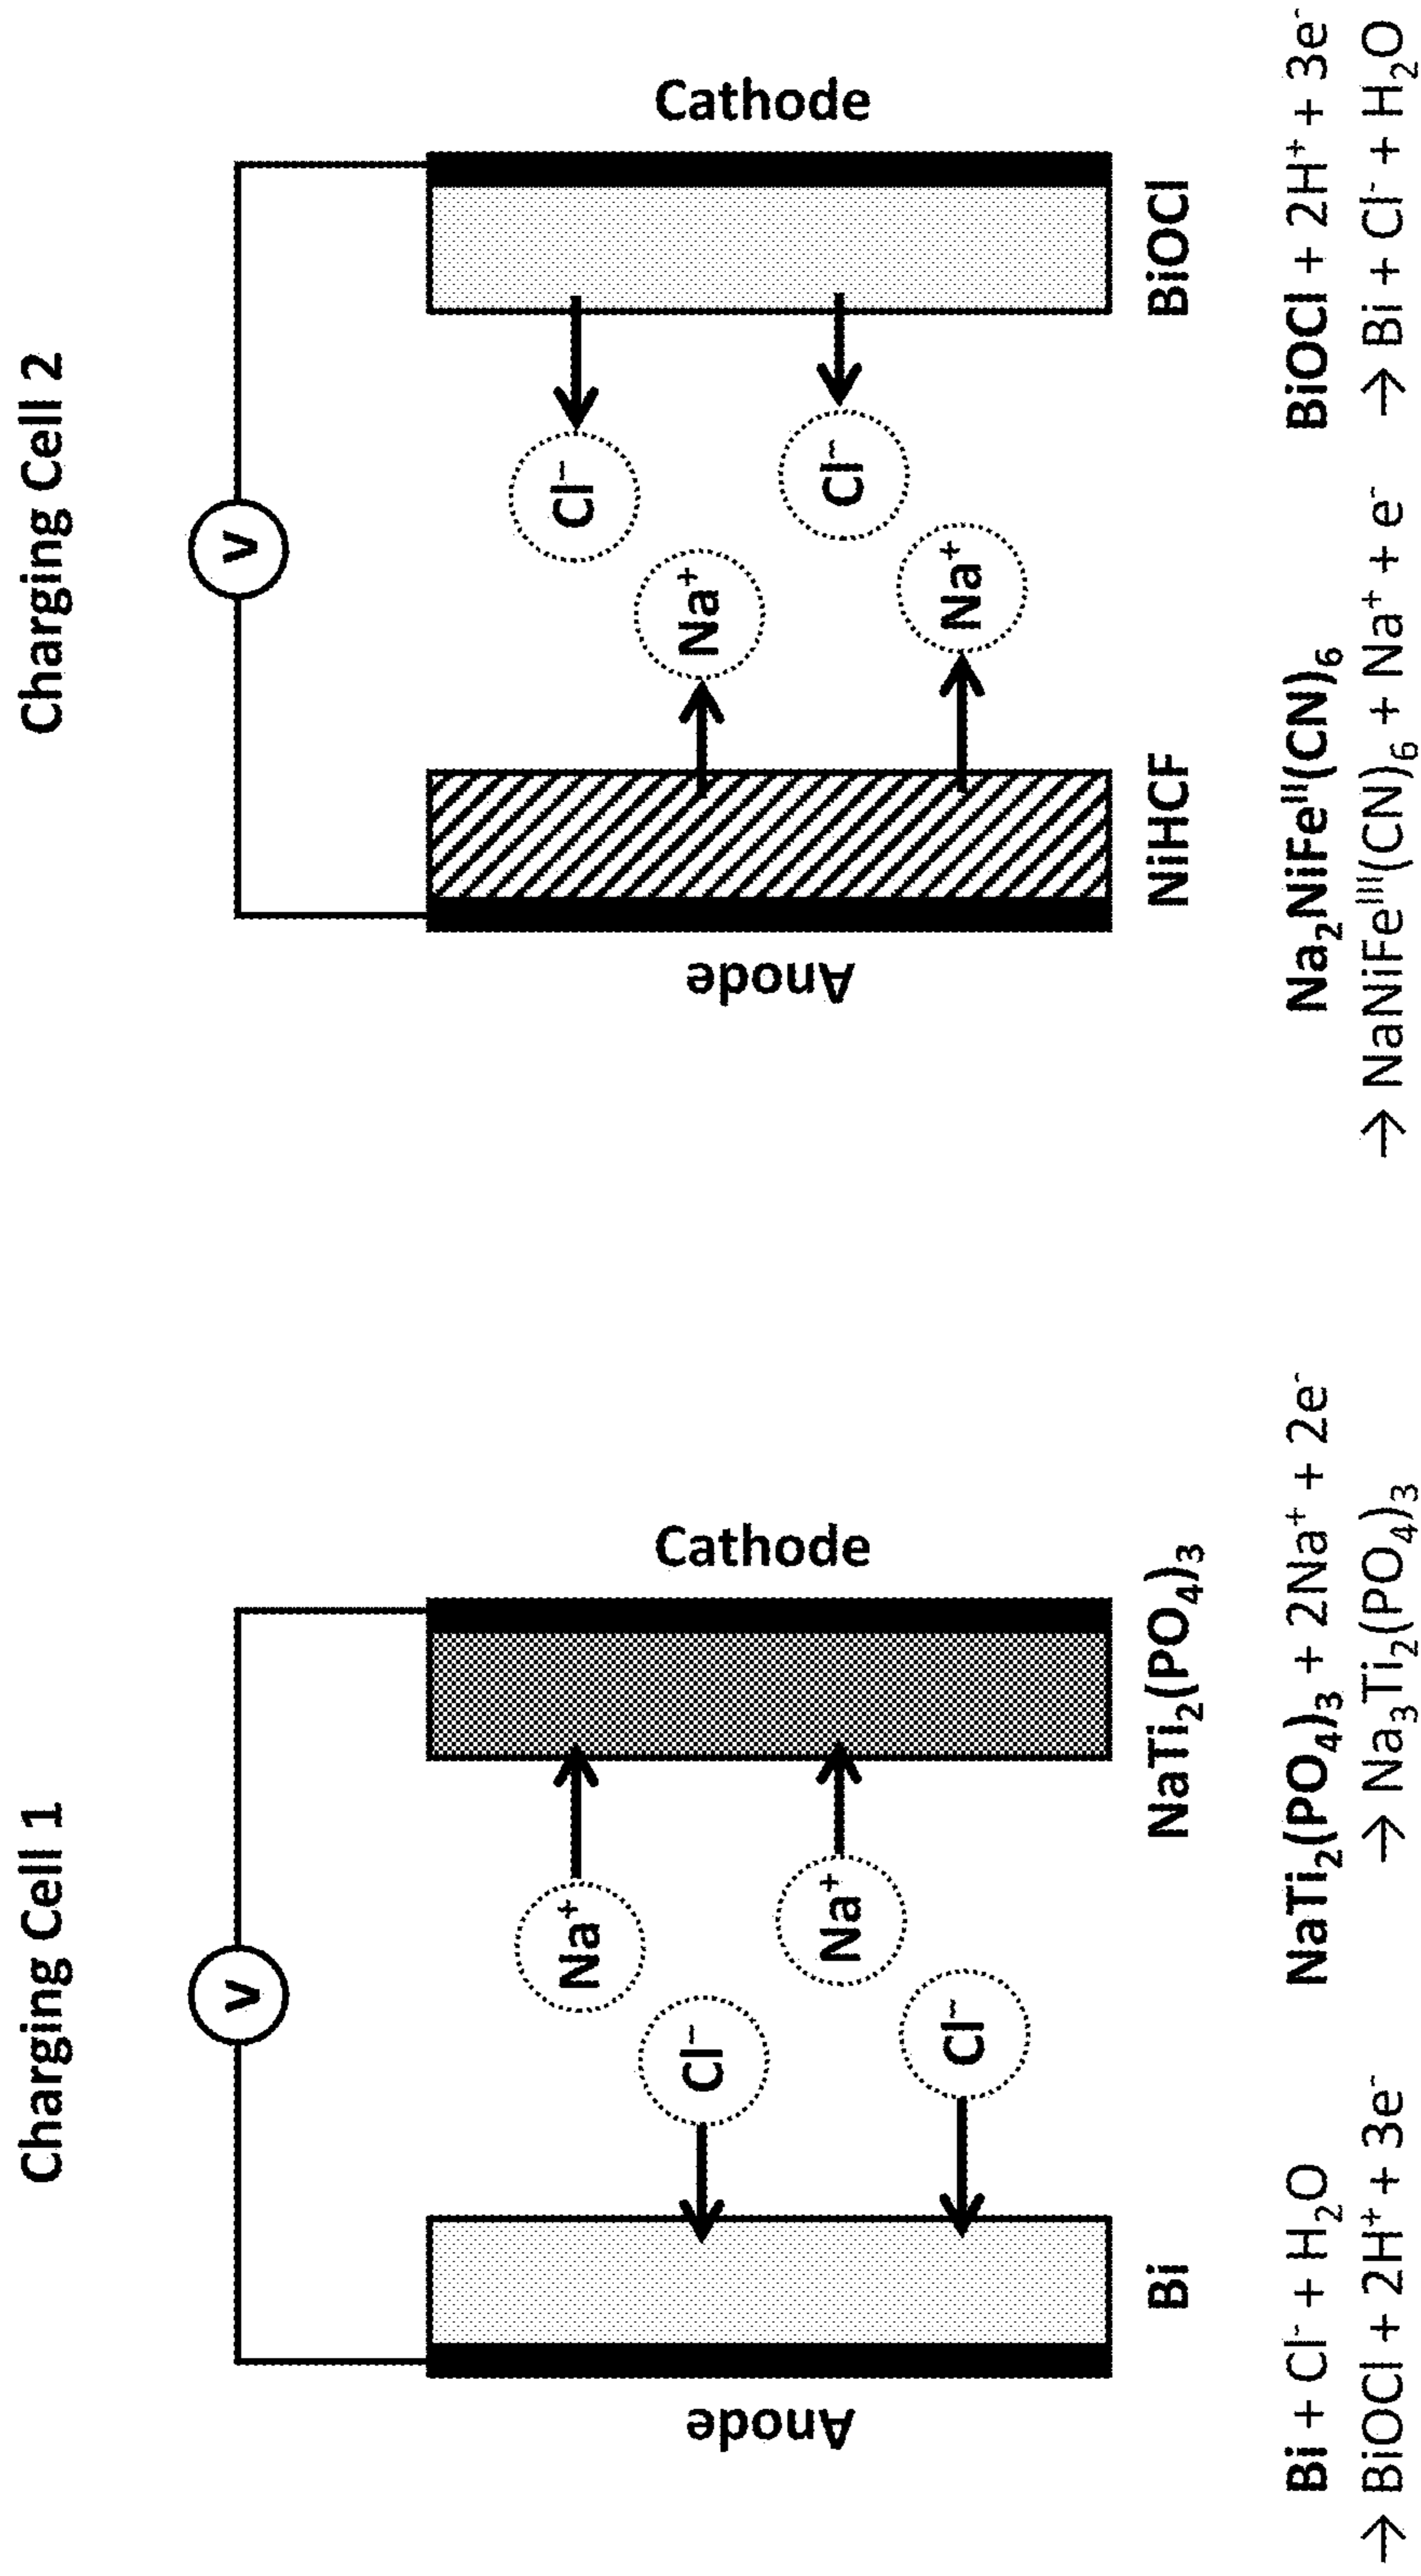 Charging Cell 1
V
Anode
Cl⁻
Cl⁻
Na⁺
Na⁺
Cathode
Bi
NaTi₂(PO₄)₃
Bi + Cl⁻ + H₂O
→ BiOCl + 2H⁺ + 3e⁻
NaTi₂(PO₄)₃ + 2Na⁺ + 2e⁻
→ Na₃Ti₂(PO₄)₃
Charging Cell 2
V
Anode
Na⁺
Na⁺
Cl⁻
Cl⁻
Cathode
NiHCF
BiOCl
Na₂NiFeᴵᴵ(CN)₆
→ NaNiFeᴵᴵᴵ(CN)₆ + Na⁺ + e⁻
BiOCl + 2H⁺ + 3e⁻
→ Bi + Cl⁻ + H₂O